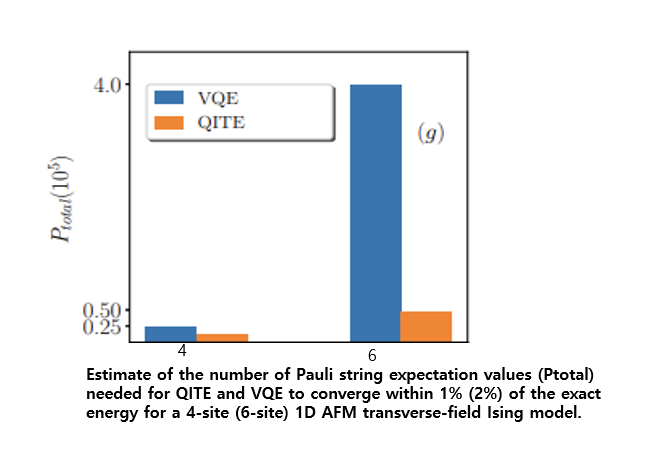 4.0
VQE
QITE
(g)
P_total(10^5)
0.50
0.25
4
6
Estimate of the number of Pauli string expectation values (Ptotal)
needed for QITE and VQE to converge within 1% (2%) of the exact
energy for a 4-site (6-site) 1D AFM transverse-field Ising model.